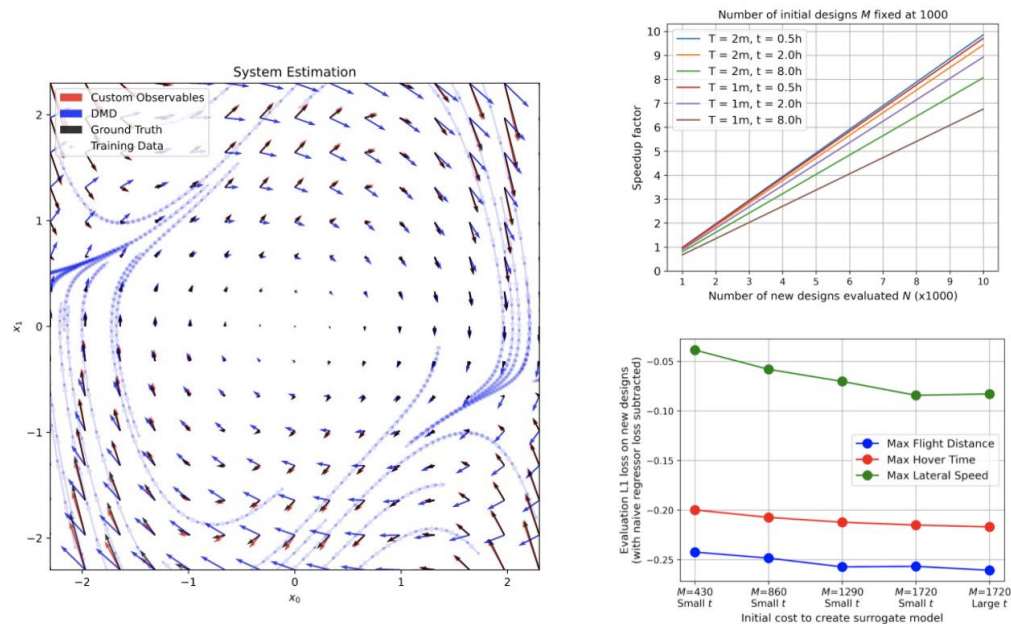 System Estimation
Custom Observables
DMD
Ground Truth
Training Data
2
1
0
−1
−2
x₁
−2 −1 0 1 2
x₀
Number of initial designs M fixed at 1000
T = 2m, t = 0.5h
T = 2m, t = 2.0h
T = 2m, t = 8.0h
T = 1m, t = 0.5h
T = 1m, t = 2.0h
T = 1m, t = 8.0h
10
9
8
7
6
5
4
3
2
1
0
Speedup factor
1 2 3 4 5 6 7 8 9 10
Number of new designs evaluated N (x1000)
Evaluation L1 loss on new designs
(with naive regressor loss subtracted)
−0.05
−0.10
−0.15
−0.20
−0.25
Max Flight Distance
Max Hover Time
Max Lateral Speed
M=430 M=860 M=1290 M=1720 M=1720
Small t Small t Small t Small t Large t
Initial cost to create surrogate model